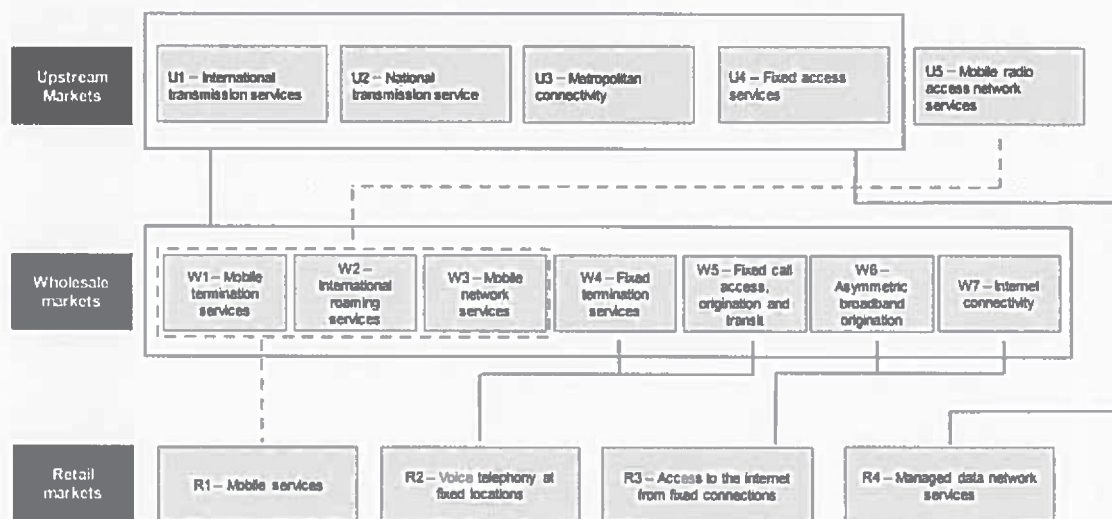 Upstream
Markets
U1 – International
transmission services
U2 – National
transmission service
U3 – Metropolitan
connectivity
U4 – Fixed access
services
U5 – Mobile radio
access network
services
Wholesale
markets
W1 – Mobile
termination
services
W2 –
International
roaming
services
W3 – Mobile
network
services
W4 – Fixed
termination
services
W5 – Fixed call
access,
origination and
transit
W6 –
Asymmetric
broadband
origination
W7 – Internet
connectivity
Retail
markets
R1 – Mobile services
R2 – Voice telephony at
fixed locations
R3 – Access to the internet
from fixed connections
R4 – Managed data network
services